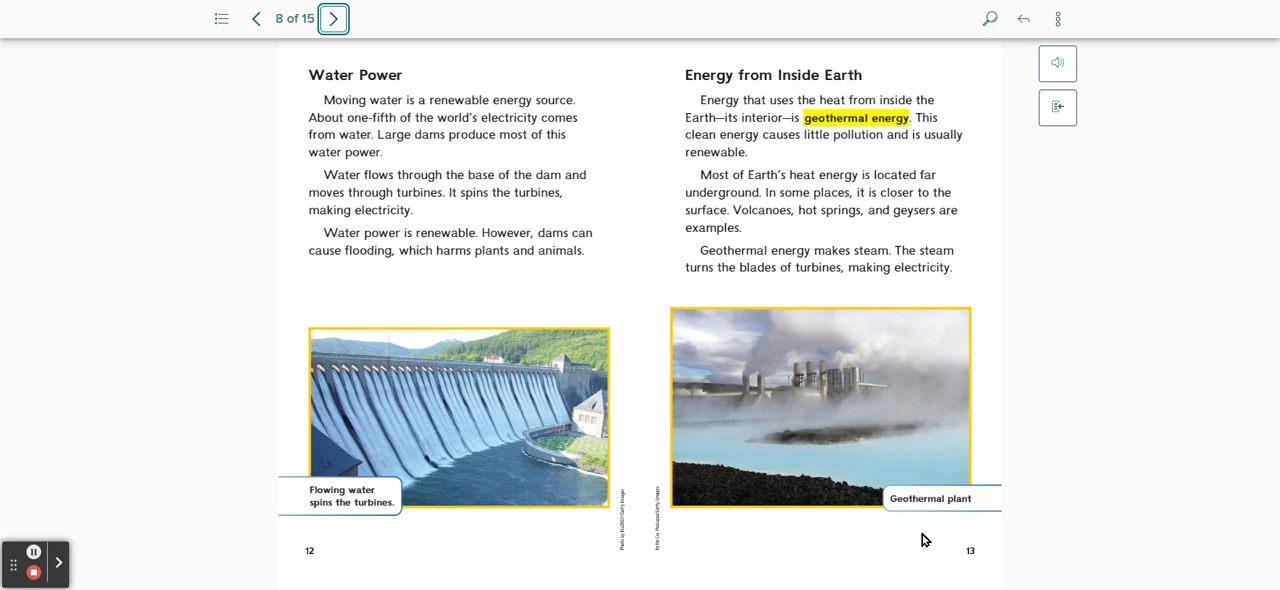 8 of 15
Water Power
Moving water is a renewable energy source.
About one-fifth of the world's electricity comes
from water. Large dams produce most of this
water power.
Water flows through the base of the dam and
moves through turbines. It spins the turbines,
making electricity.
Water power is renewable. However, dams can
cause flooding, which harms plants and animals.
Flowing water
spins the turbines.
12
Energy from Inside Earth
Energy that uses the heat from inside the
Earth—its interior—is geothermal energy. This
clean energy causes little pollution and is usually
renewable.
Most of Earth's heat energy is located far
underground. In some places, it is closer to the
surface. Volcanoes, hot springs, and geysers are
examples.
Geothermal energy makes steam. The steam
turns the blades of turbines, making electricity.
Geothermal plant
13